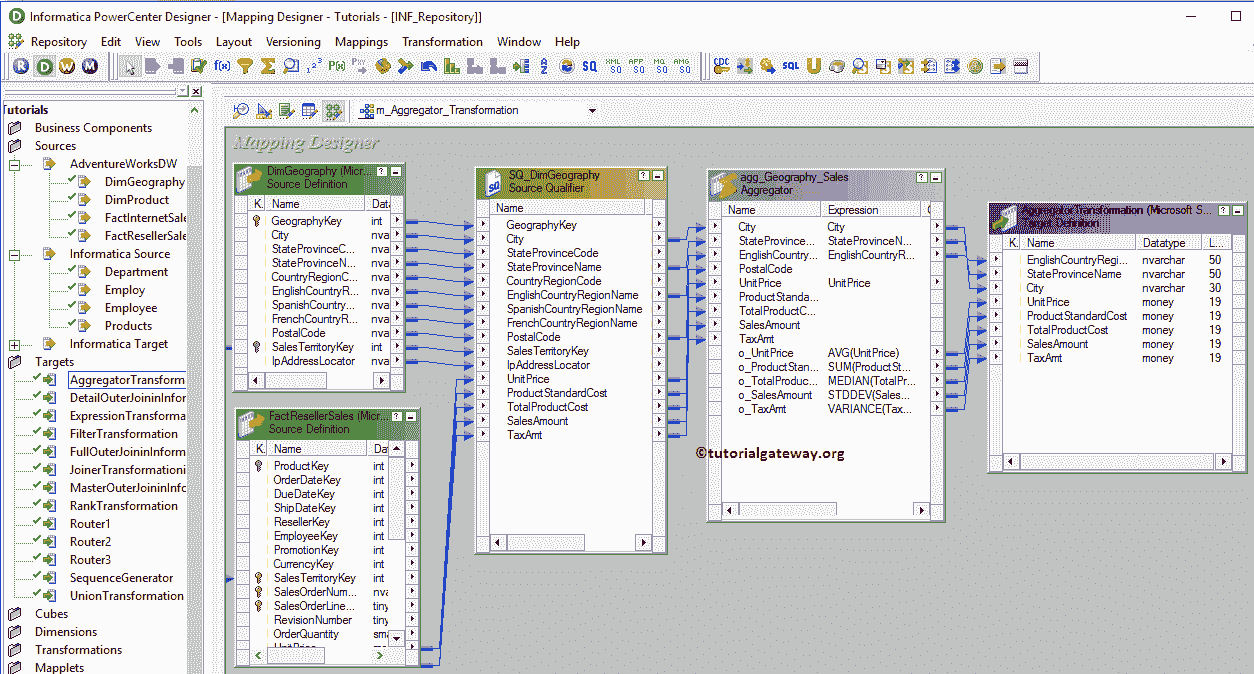 Informatica PowerCenter Designer - [Mapping Designer - Tutorials - [INF_Repository]]
Repository Edit View Tools Layout Versioning Mappings Transformation Window Help
m_Aggregator_Transformation
utorials
Business Components
Sources
AdventureWorksDW
DimGeography
DimProduct
FactInternetSale
FactResellerSale
Informatica Source
Department
Employ
Employee
Products
Informatica Target
Targets
AggregatorTransform
DetailOuterJoininInfor
ExpressionTransforma
FilterTransformation
FullOuterJoininInform
JoinerTransformationi
MasterOuterJoininInfo
RankTransformation
Router1
Router2
Router3
SequenceGenerator
UnionTransformation
Cubes
Dimensions
Transformations
Mapplets
Mapping Designer
DimGeography (Micr...
Source Definition
K. Name Data
GeographyKey int
City nva
StateProvinceC... nva
StateProvinceN... nva
CountryRegionC... nva
EnglishCountryR... nva
SpanishCountry... nva
FrenchCountryR... nva
PostalCode nva
SalesTerritoryKey int
IpAddressLocator nva
FactResellerSales (Micr...
Source Definition
K. Name Da
ProductKey int
OrderDateKey int
DueDateKey int
ShipDateKey int
ResellerKey int
EmployeeKey int
PromotionKey int
CurrencyKey int
SalesTerritoryKey int
SalesOrderNum... nva
SalesOrderLine... tiny
RevisionNumber tiny
OrderQuantity sma
SQ_DimGeography
Source Qualifier
Name
GeographyKey
City
StateProvinceCode
StateProvinceName
CountryRegionCode
EnglishCountryRegionName
SpanishCountryRegionName
FrenchCountryRegionName
PostalCode
SalesTerritoryKey
IpAddressLocator
UnitPrice
ProductStandardCost
TotalProductCost
SalesAmount
TaxAmt
agg_Geography_Sales
Aggregator
Name Expression
City City
StateProvince... StateProvinceN...
EnglishCountry... EnglishCountryR...
PostalCode
UnitPrice UnitPrice
ProductStanda...
TotalProductC...
SalesAmount
TaxAmt
o_UnitPrice AVG(UnitPrice)
o_ProductStan... SUM(ProductSt...
o_TotalProduc... MEDIAN(TotalPr...
o_SalesAmount STDDEV(Sales...
o_TaxAmt VARIANCE(Tax...
©tutorialgateway.org
AggregatorTransformation (Microsoft S...
Target Definition
K. Name Datatype L...
EnglishCountryRegi... nvarchar 50
StateProvinceName nvarchar 50
City nvarchar 30
UnitPrice money 19
ProductStandardCost money 19
TotalProductCost money 19
SalesAmount money 19
TaxAmt money 19